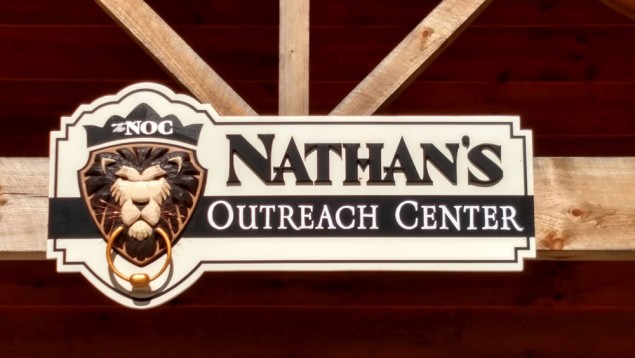 The NOC
NATHAN'S
OUTREACH CENTER